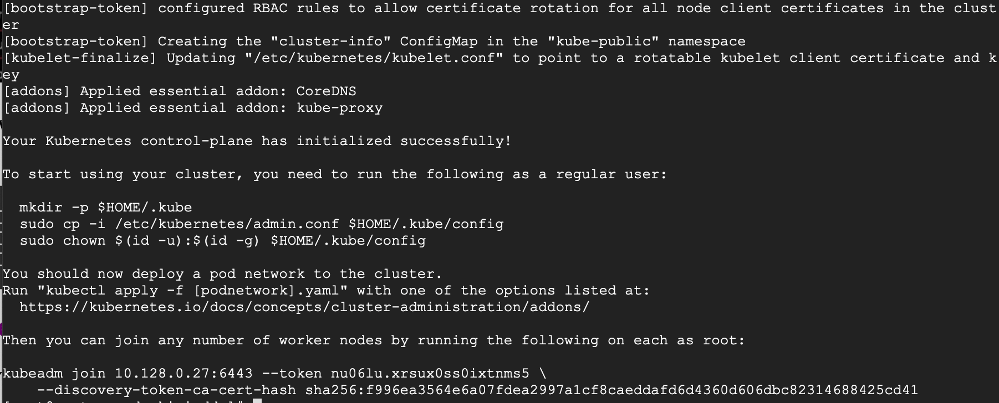 [bootstrap-token] configured RBAC rules to allow certificate rotation for all node client certificates in the clust
er
[bootstrap-token] Creating the "cluster-info" ConfigMap in the "kube-public" namespace
[kubelet-finalize] Updating "/etc/kubernetes/kubelet.conf" to point to a rotatable kubelet client certificate and k
ey
[addons] Applied essential addon: CoreDNS
[addons] Applied essential addon: kube-proxy
Your Kubernetes control-plane has initialized successfully!
To start using your cluster, you need to run the following as a regular user:
mkdir -p $HOME/.kube
sudo cp -i /etc/kubernetes/admin.conf $HOME/.kube/config
sudo chown $(id -u):$(id -g) $HOME/.kube/config
You should now deploy a pod network to the cluster.
Run "kubectl apply -f [podnetwork].yaml" with one of the options listed at:
https://kubernetes.io/docs/concepts/cluster-administration/addons/
Then you can join any number of worker nodes by running the following on each as root:
kubeadm join 10.128.0.27:6443 --token nu06lu.xrsux0ss0ixtnms5 \
--discovery-token-ca-cert-hash sha256:f996ea3564e6a07fdea2997a1cf8caeddafd6d4360d606dbc82314688425cd41